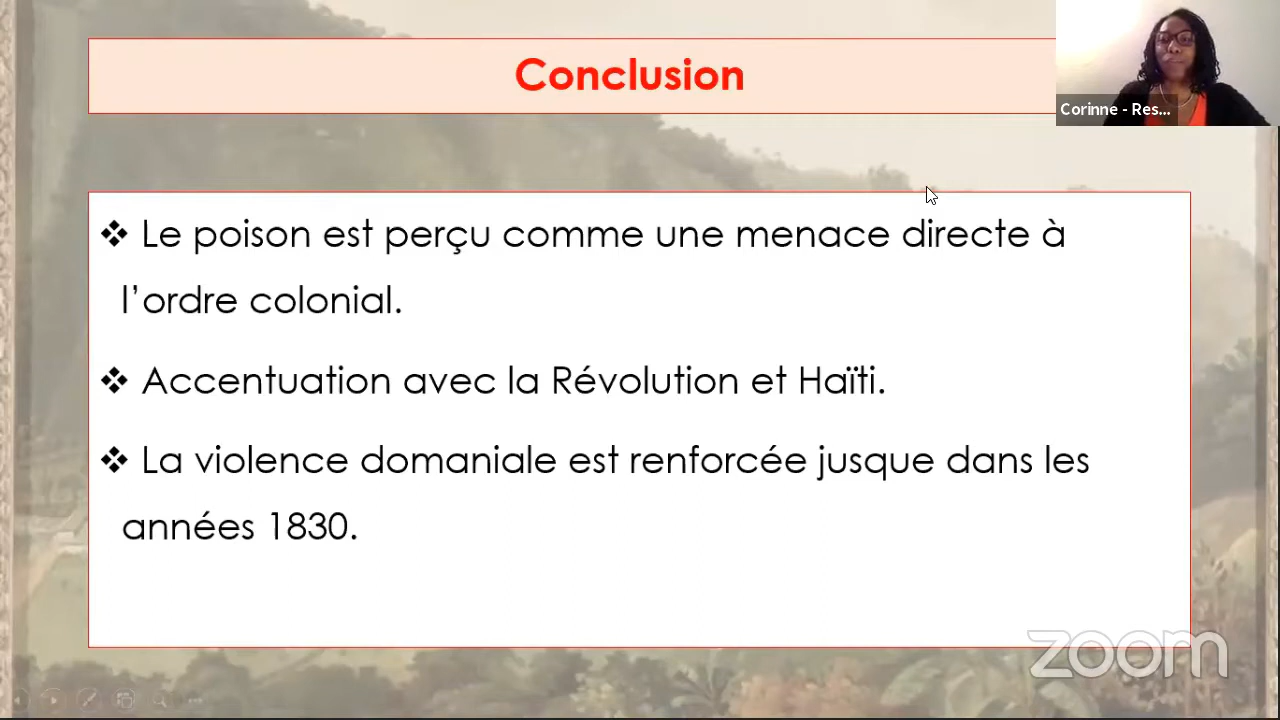 Conclusion
Corinne - Res...
❖ Le poison est perçu comme une menace directe à
l’ordre colonial.
❖ Accentuation avec la Révolution et Haïti.
❖ La violence domaniale est renforcée jusque dans les
années 1830.
zoom